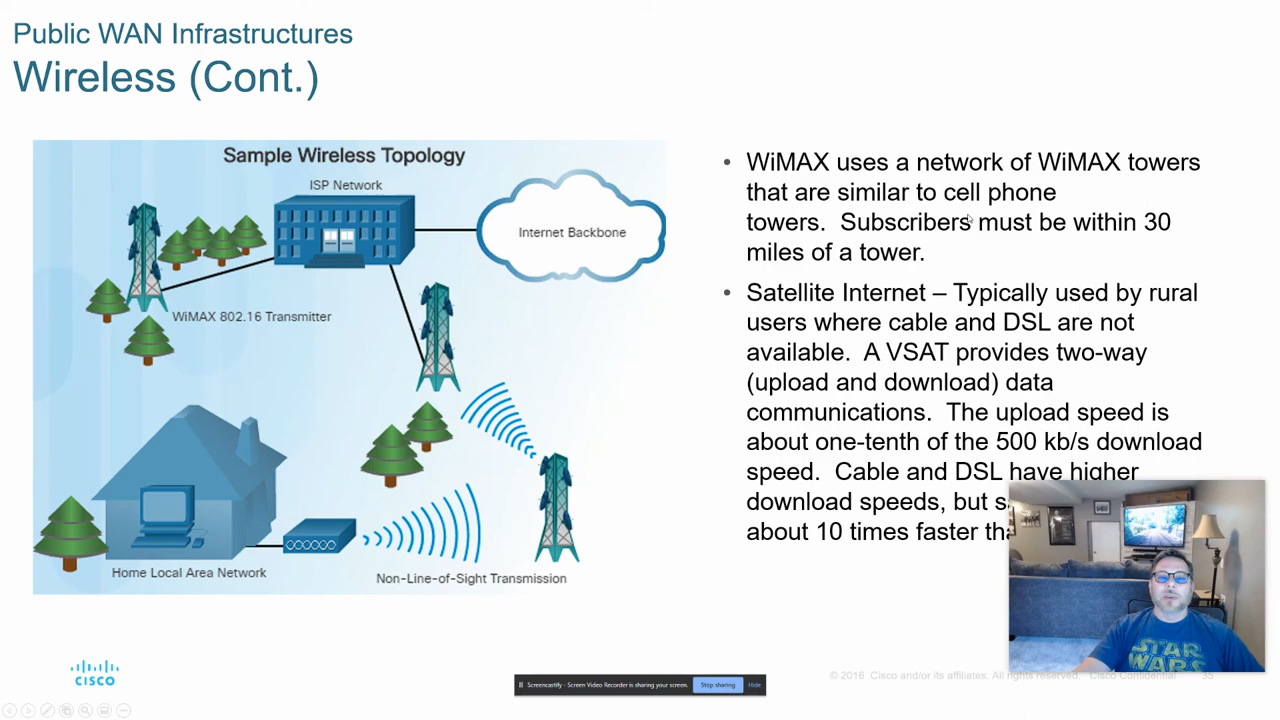 Public WAN Infrastructures
Wireless (Cont.)
Sample Wireless Topology
ISP Network
Internet Backbone
WiMAX 802.16 Transmitter
Home Local Area Network
Non-Line-of-Sight Transmission
• WiMAX uses a network of WiMAX towers
that are similar to cell phone
towers. Subscribers must be within 30
miles of a tower.
• Satellite Internet – Typically used by rural
users where cable and DSL are not
available. A VSAT provides two-way
(upload and download) data
communications. The upload speed is
about one-tenth of the 500 kb/s download
speed. Cable and DSL have higher
download speeds, but
about 10 times faster
STAR
WARS
CISCO
Screencastify - Screen Video Recorder is sharing your screen.
Stop sharing
Hide
© 2016 Cisco and/or its affiliates. All rights reserved. Cisco Confidential
35